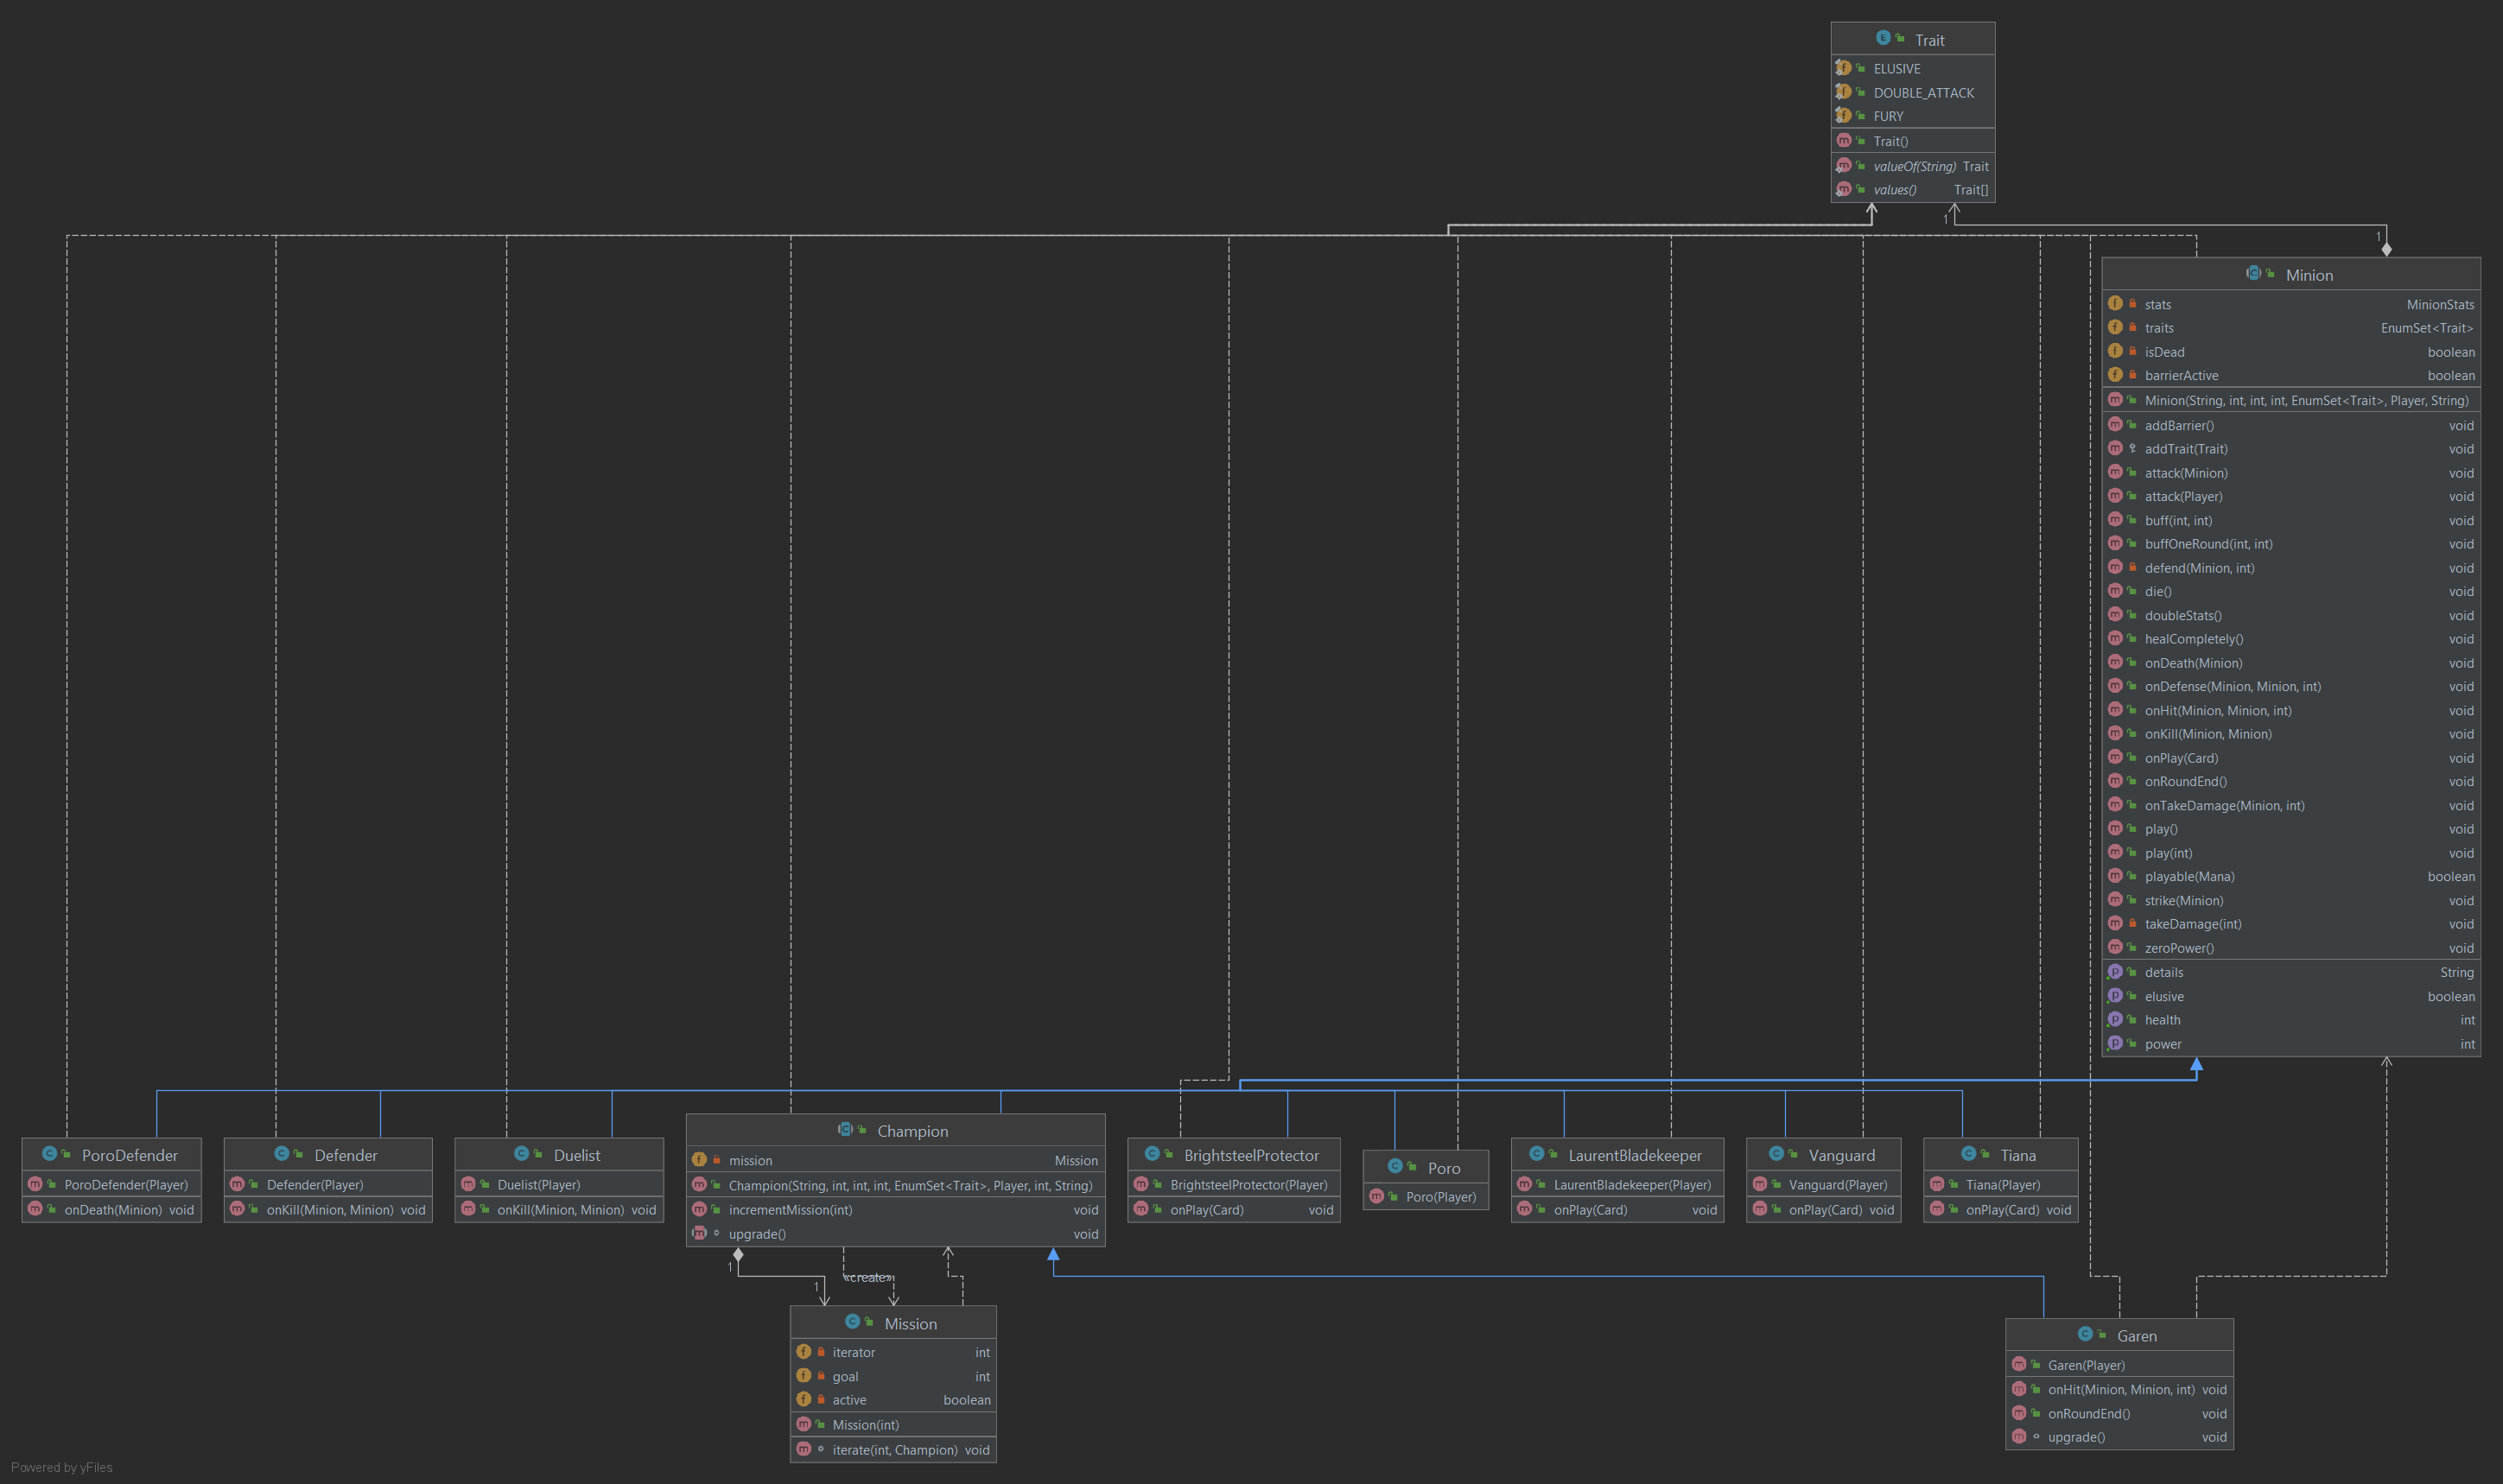 Trait
ELUSIVE
DOUBLE_ATTACK
FURY
Trait()
valueOf(String) Trait
values() Trait[]
1
1
Minion
stats MinionStats
traits EnumSet<Trait>
isDead boolean
barrierActive boolean
Minion(String, int, int, int, EnumSet<Trait>, Player, String)
addBarrier() void
addTrait(Trait) void
attack(Minion) void
attack(Player) void
buff(int, int) void
buffOneRound(int, int) void
defend(Minion, int) void
die() void
doubleStats() void
healCompletely() void
onDeath(Minion) void
onDefense(Minion, Minion, int) void
onHit(Minion, Minion, int) void
onKill(Minion, Minion) void
onPlay(Card) void
onRoundEnd() void
onTakeDamage(Minion, int) void
play() void
play(int) void
playable(Mana) boolean
strike(Minion) void
takeDamage(int) void
zeroPower() void
details String
elusive boolean
health int
power int
PoroDefender
PoroDefender(Player)
onDeath(Minion) void
Defender
Defender(Player)
onKill(Minion, Minion) void
Duelist
Duelist(Player)
onKill(Minion, Minion) void
Champion
mission Mission
Champion(String, int, int, int, EnumSet<Trait>, Player, int, String)
incrementMission(int) void
upgrade() void
BrightsteelProtector
BrightsteelProtector(Player)
onPlay(Card) void
Poro
Poro(Player)
LaurentBladekeeper
LaurentBladekeeper(Player)
onPlay(Card) void
Vanguard
Vanguard(Player)
onPlay(Card) void
Tiana
Tiana(Player)
onPlay(Card) void
1
1
«create»
Mission
iterator int
goal int
active boolean
Mission(int)
iterate(int, Champion) void
Garen
Garen(Player)
onHit(Minion, Minion, int) void
onRoundEnd() void
upgrade() void
Powered by yFiles